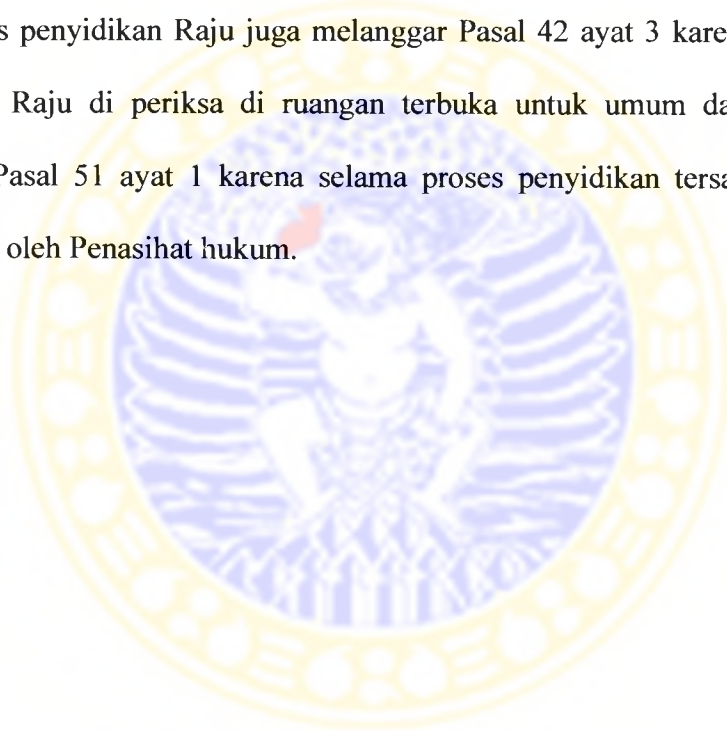 s penyidikan Raju juga melanggar Pasal 42 ayat 3 kare
Raju di periksa di ruangan terbuka untuk umum da
Pasal 51 ayat 1 karena selama proses penyidikan tersa
oleh Penasihat hukum.